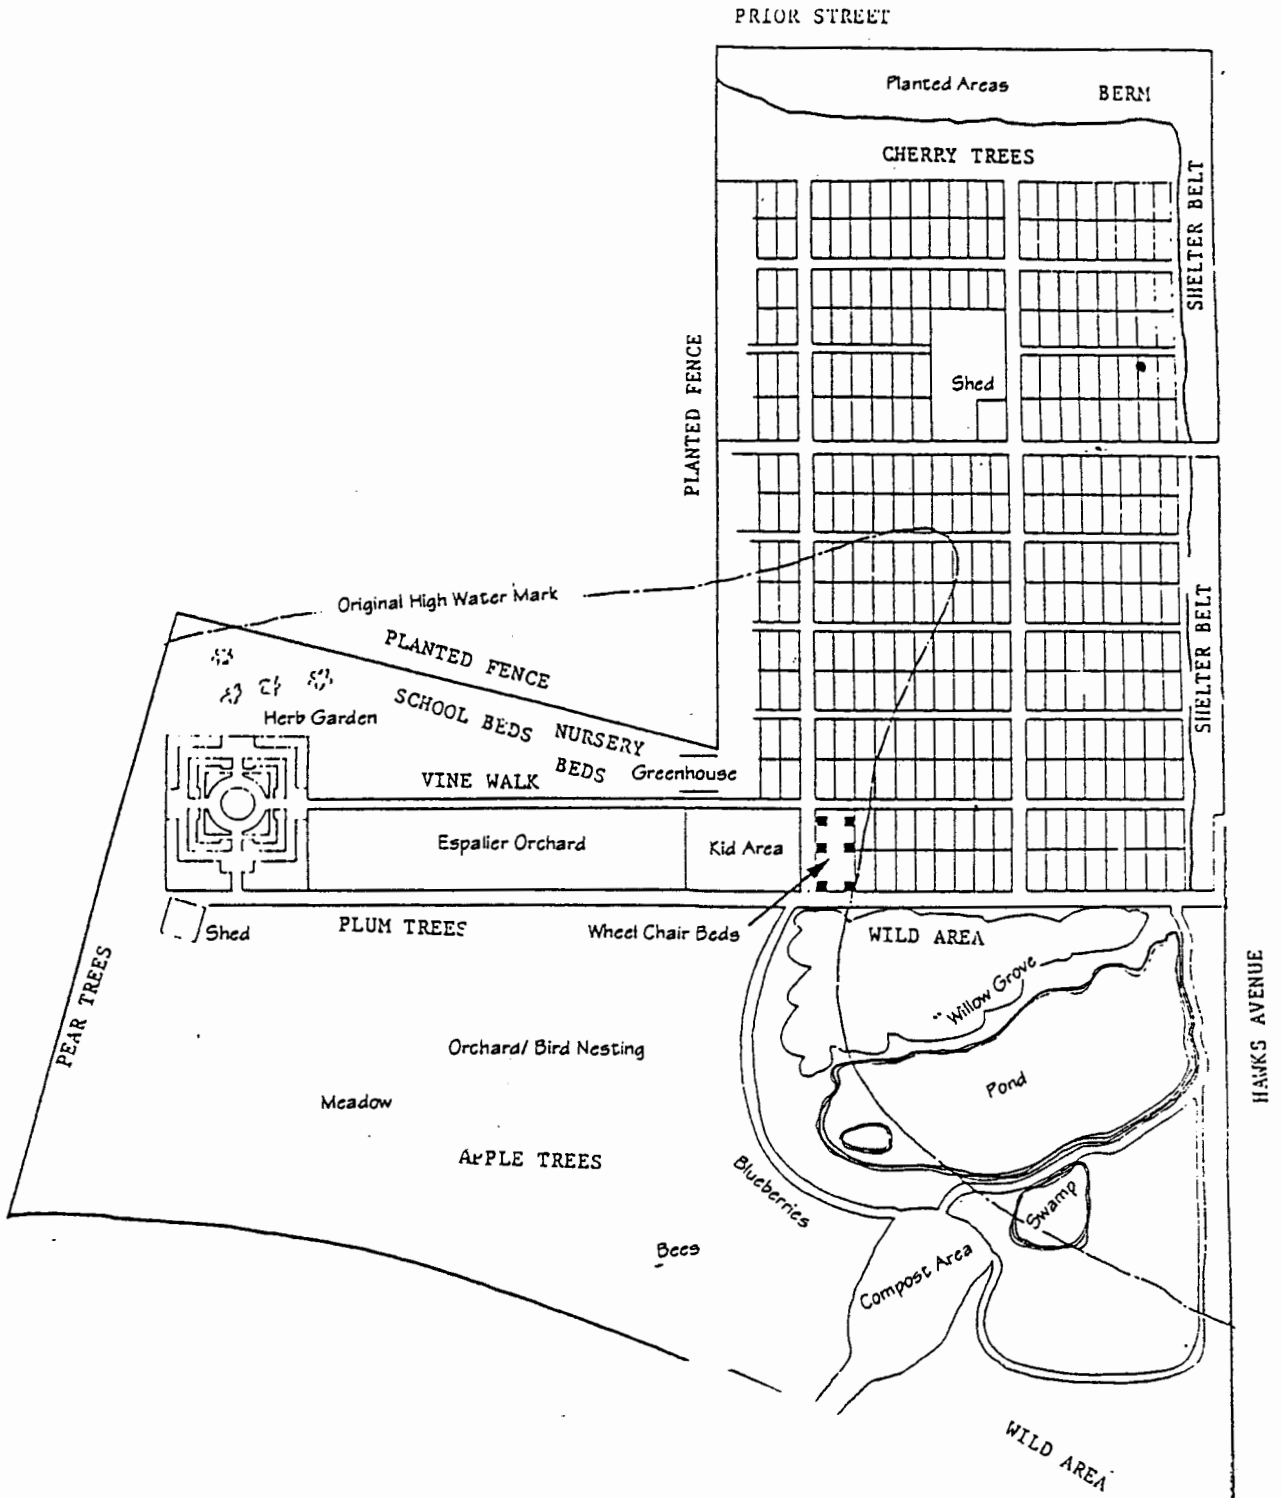 PRIOR STREET
Planted Areas
BERM
CHERRY TREES
SHELTER BELT
PLANTED FENCE
Shed
Original High Water Mark
PLANTED FENCE
SHELTER BELT
SCHOOL BEDS
NURSERY
BEDS
Herb Garden
Greenhouse
VINE WALK
Espalier Orchard
Kid Area
Shed
PLUM TREES
Wheel Chair Beds
WILD AREA
PEAR TREES
Willow Grove
HAWKS AVENUE
Orchard/ Bird Nesting
Pond
Meadow
APPLE TREES
Blueberries
Swamp
Bees
Compost Area
WILD AREA